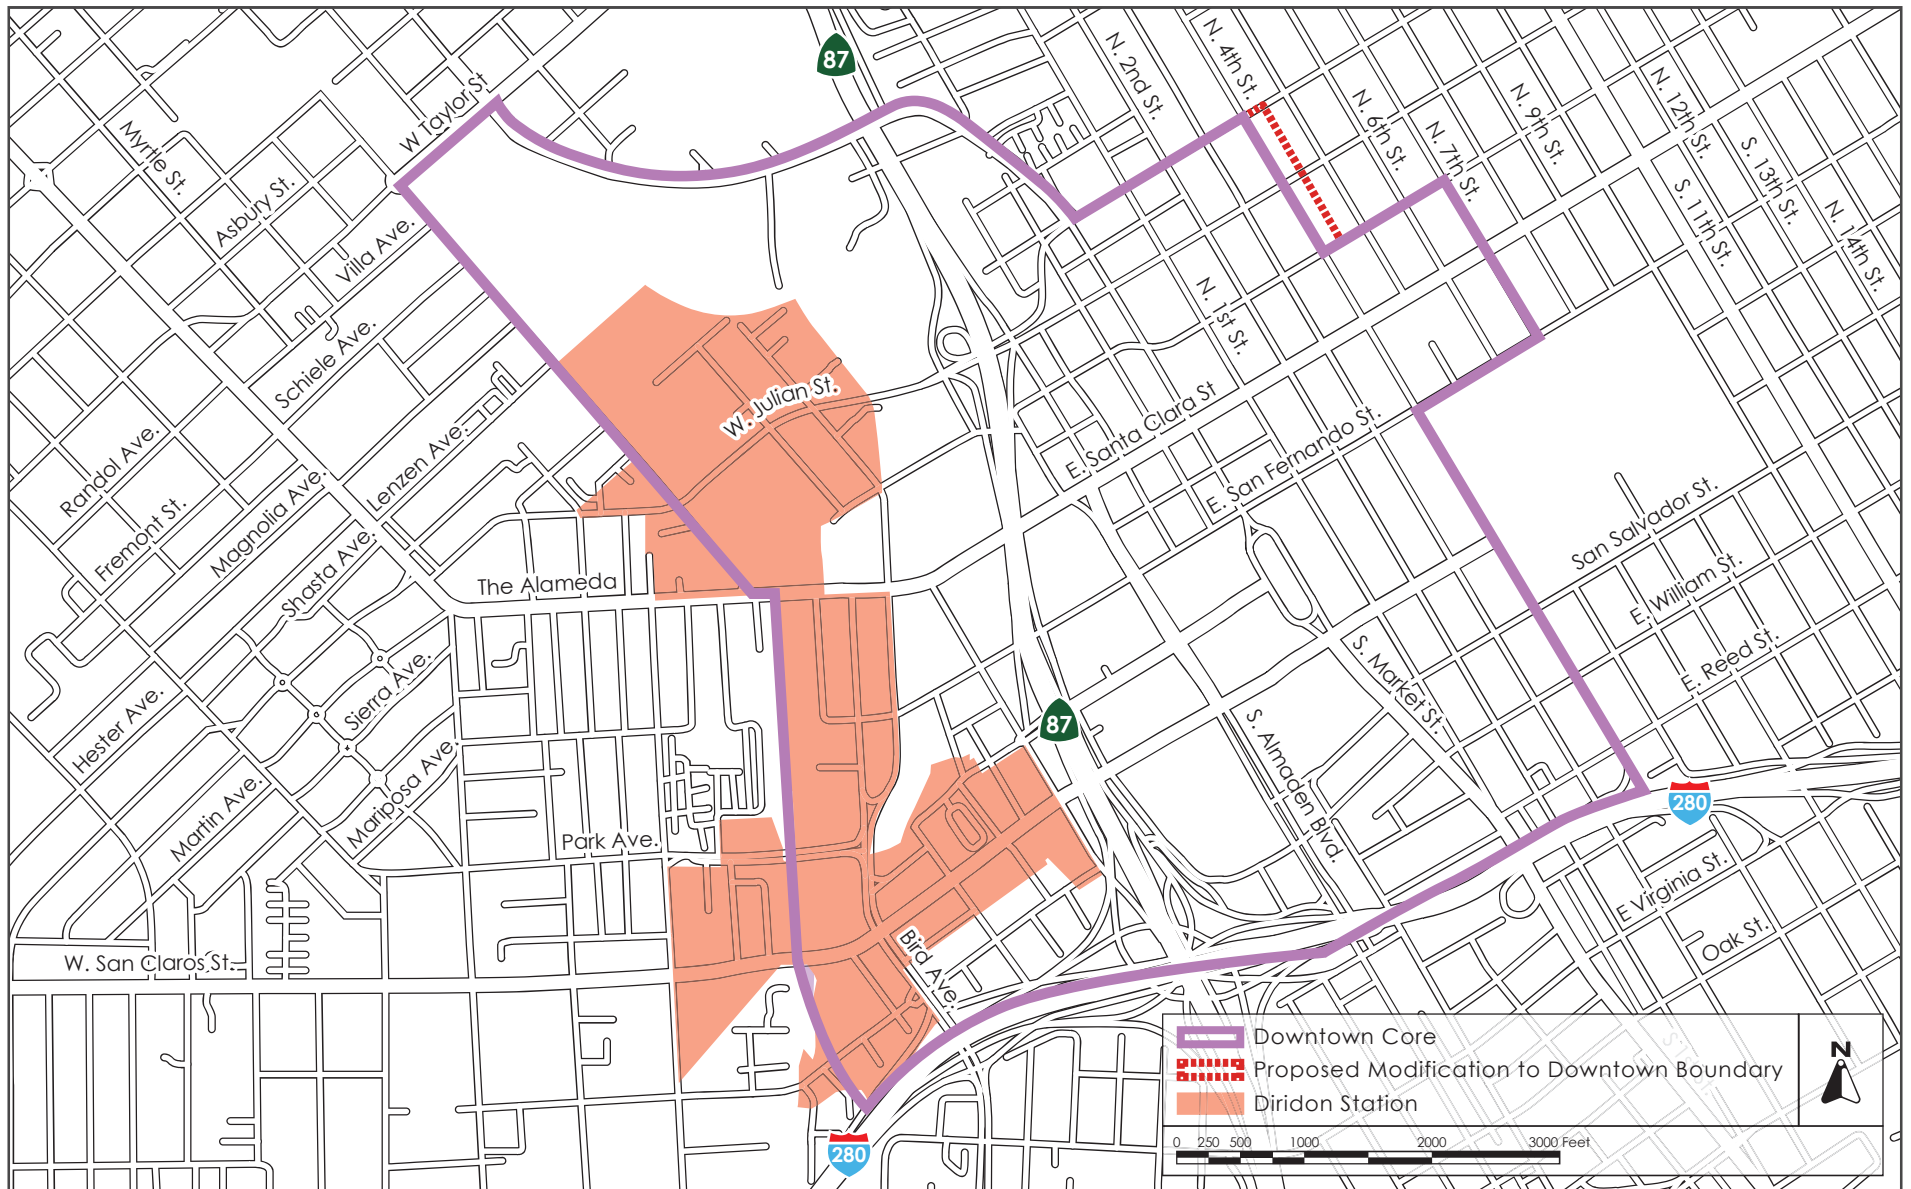 87
N. 2nd St.
N. 4th St.
N. 6th St.
N. 7th St.
N. 9th St.
N. 12th St.
S. 13th St.
S. 11th St.
N. 14th St.
W Taylor St
Myrtle St.
Asbury St.
Villa Ave.
Schiele Ave.
N. 1st St.
W. Julian St.
E. Santa Clara St
E. San Fernando St.
Randol Ave.
Fremont St.
Magnolia Ave.
Lenzen Ave.
Shasta Ave.
The Alameda
San Salvador St.
E. William St.
E. Reed St.
Hester Ave.
Sierra Ave.
Mariposa Ave.
Martin Ave.
Park Ave.
87
S. Market St.
S. Almaden Blvd.
280
E Virginia St.
Oak St.
W. San Claros St.
Bird Ave.
280
Downtown Core
Proposed Modification to Downtown Boundary
Diridon Station
N
0 250 500 1000 2000 3000 Feet